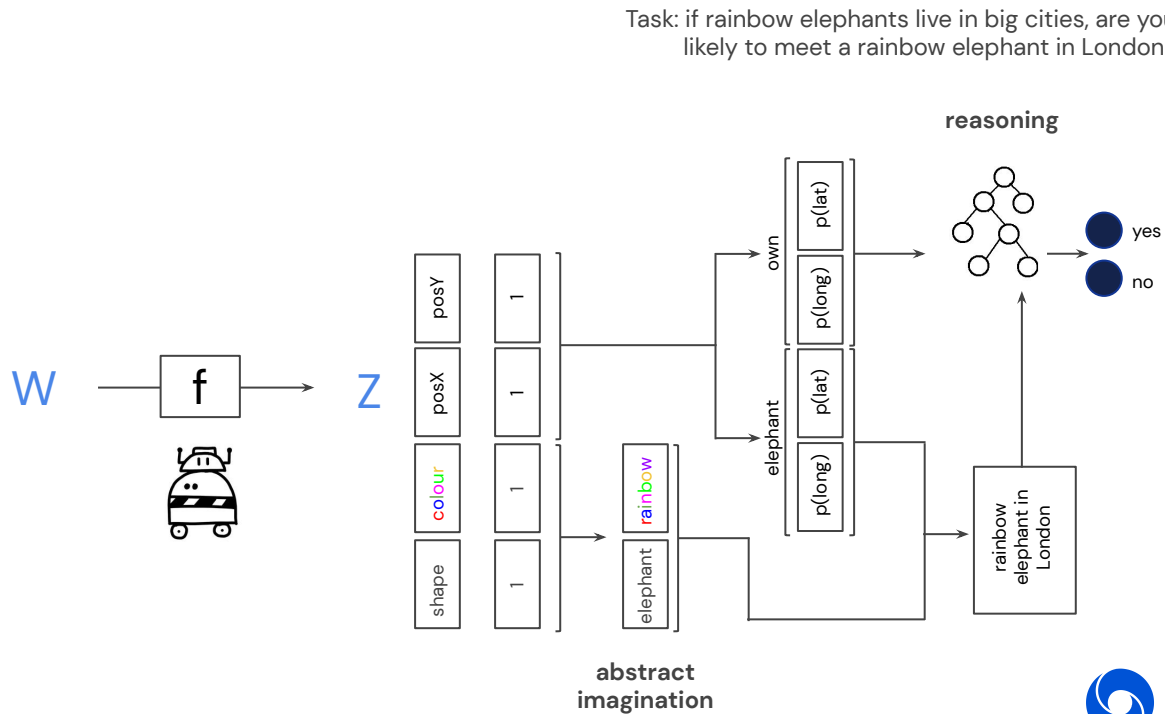 Task: if rainbow elephants live in big cities, are you
likely to meet a rainbow elephant in London
reasoning
W
f
Z
posY
1
posX
1
colour
1
shape
1
rainbow
elephant
abstract
imagination
own
p(lat)
p(long)
elephant
p(lat)
p(long)
rainbow
elephant in
London
yes
no